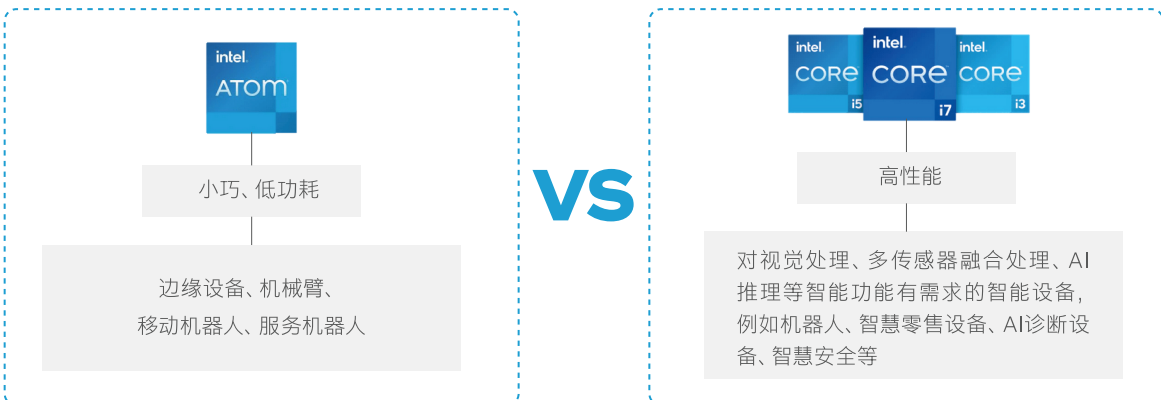 intel.
ATOM
小巧、低功耗
边缘设备、机械臂、
移动机器人、服务机器人
VS
intel.
CORE
i5
intel.
CORE
i7
intel.
CORE
i3
高性能
对视觉处理、多传感器融合处理、AI
推理等智能功能有需求的智能设备,
例如机器人、智慧零售设备、AI诊断设
备、智慧安全等